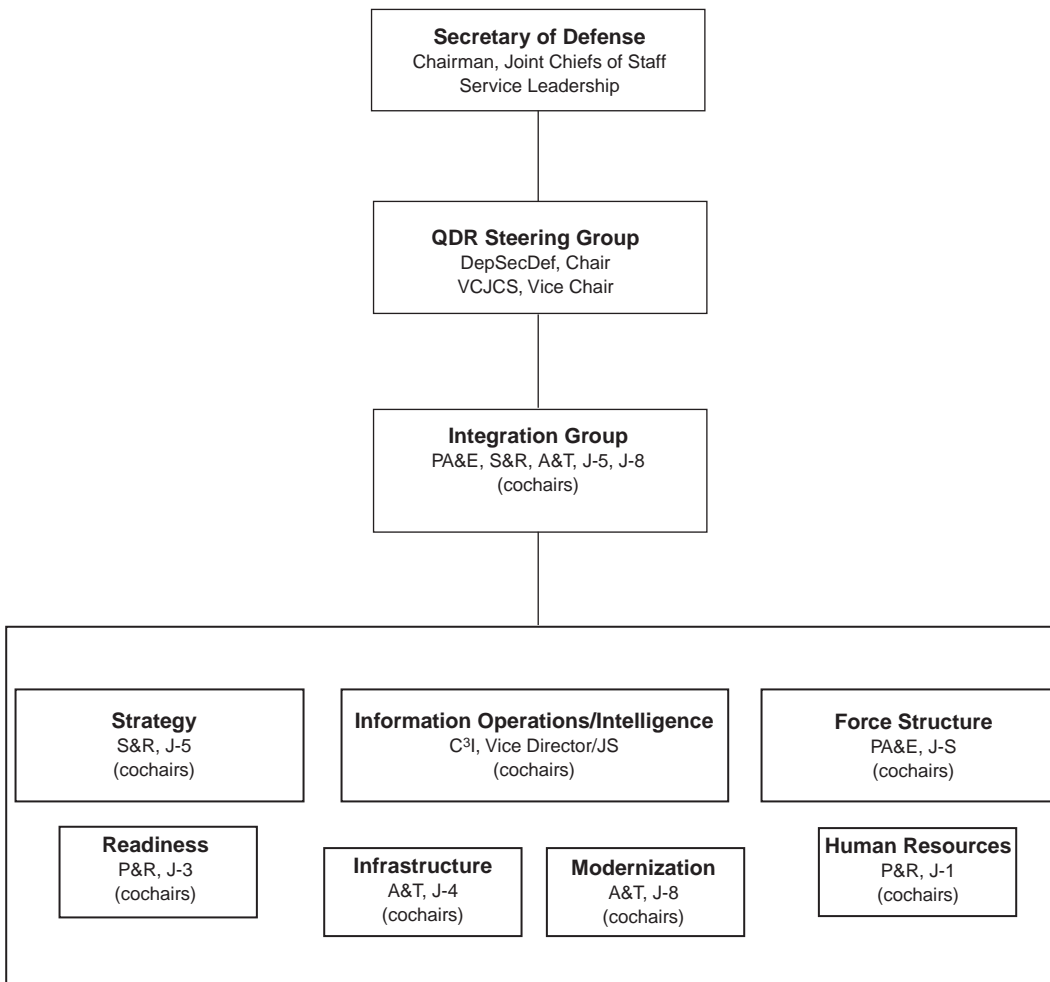 Secretary of Defense
Chairman, Joint Chiefs of Staff
Service Leadership
QDR Steering Group
DepSecDef, Chair
VCJCS, Vice Chair
Integration Group
PA&E, S&R, A&T, J-5, J-8
(cochairs)
Strategy
S&R, J-5
(cochairs)
Information Operations/Intelligence
C³I, Vice Director/JS
(cochairs)
Force Structure
PA&E, J-S
(cochairs)
Readiness
P&R, J-3
(cochairs)
Infrastructure
A&T, J-4
(cochairs)
Modernization
A&T, J-8
(cochairs)
Human Resources
P&R, J-1
(cochairs)